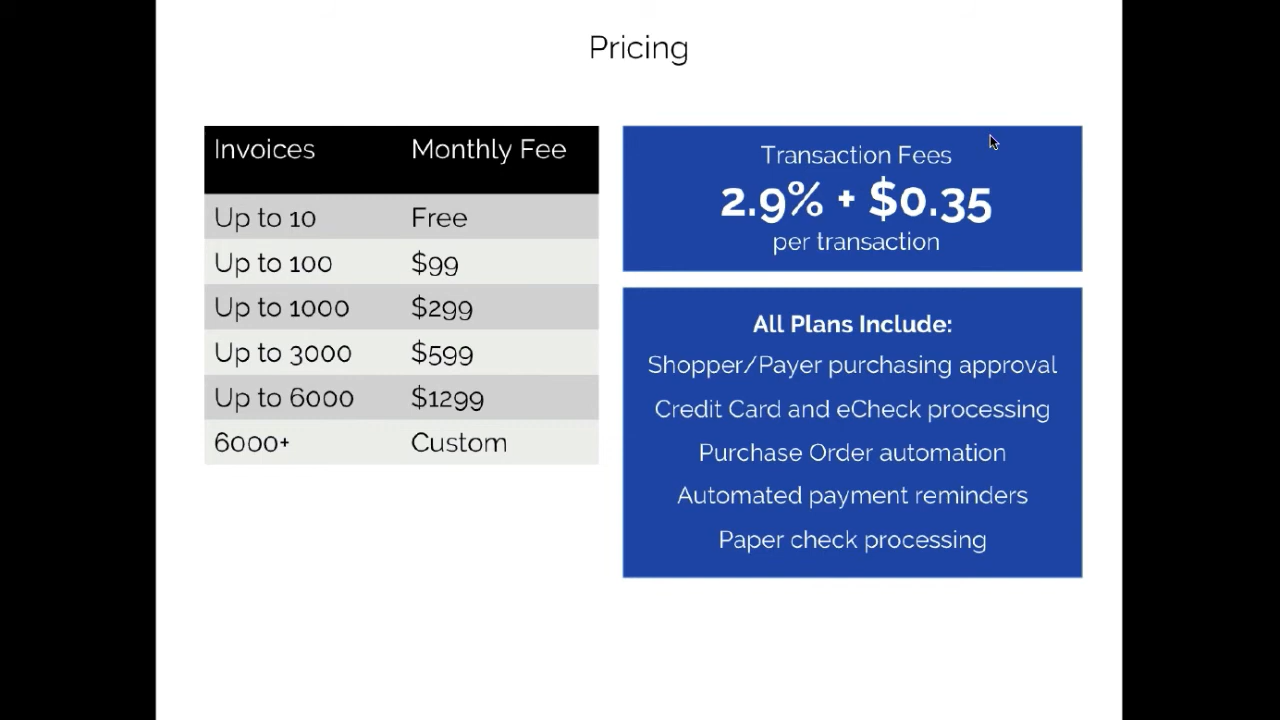 Pricing
Invoices Monthly Fee
Up to 10 Free
Up to 100 $99
Up to 1000 $299
Up to 3000 $599
Up to 6000 $1299
6000+ Custom
Transaction Fees
2.9% + $0.35
per transaction
All Plans Include:
Shopper/Payer purchasing approval
Credit Card and eCheck processing
Purchase Order automation
Automated payment reminders
Paper check processing